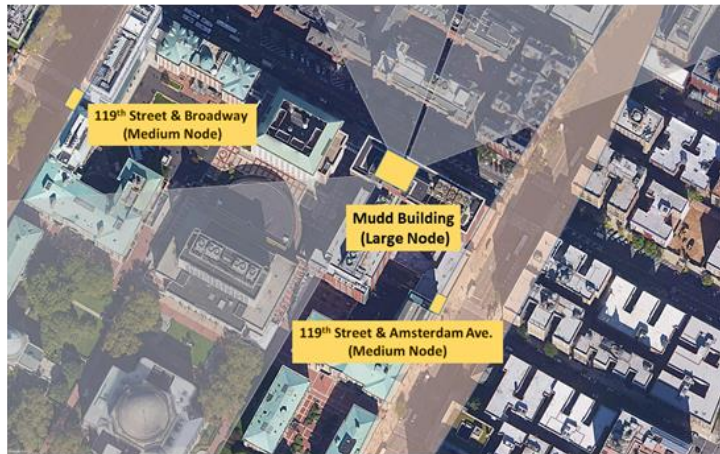 119th Street & Broadway
(Medium Node)
Mudd Building
(Large Node)
119th Street & Amsterdam Ave.
(Medium Node)